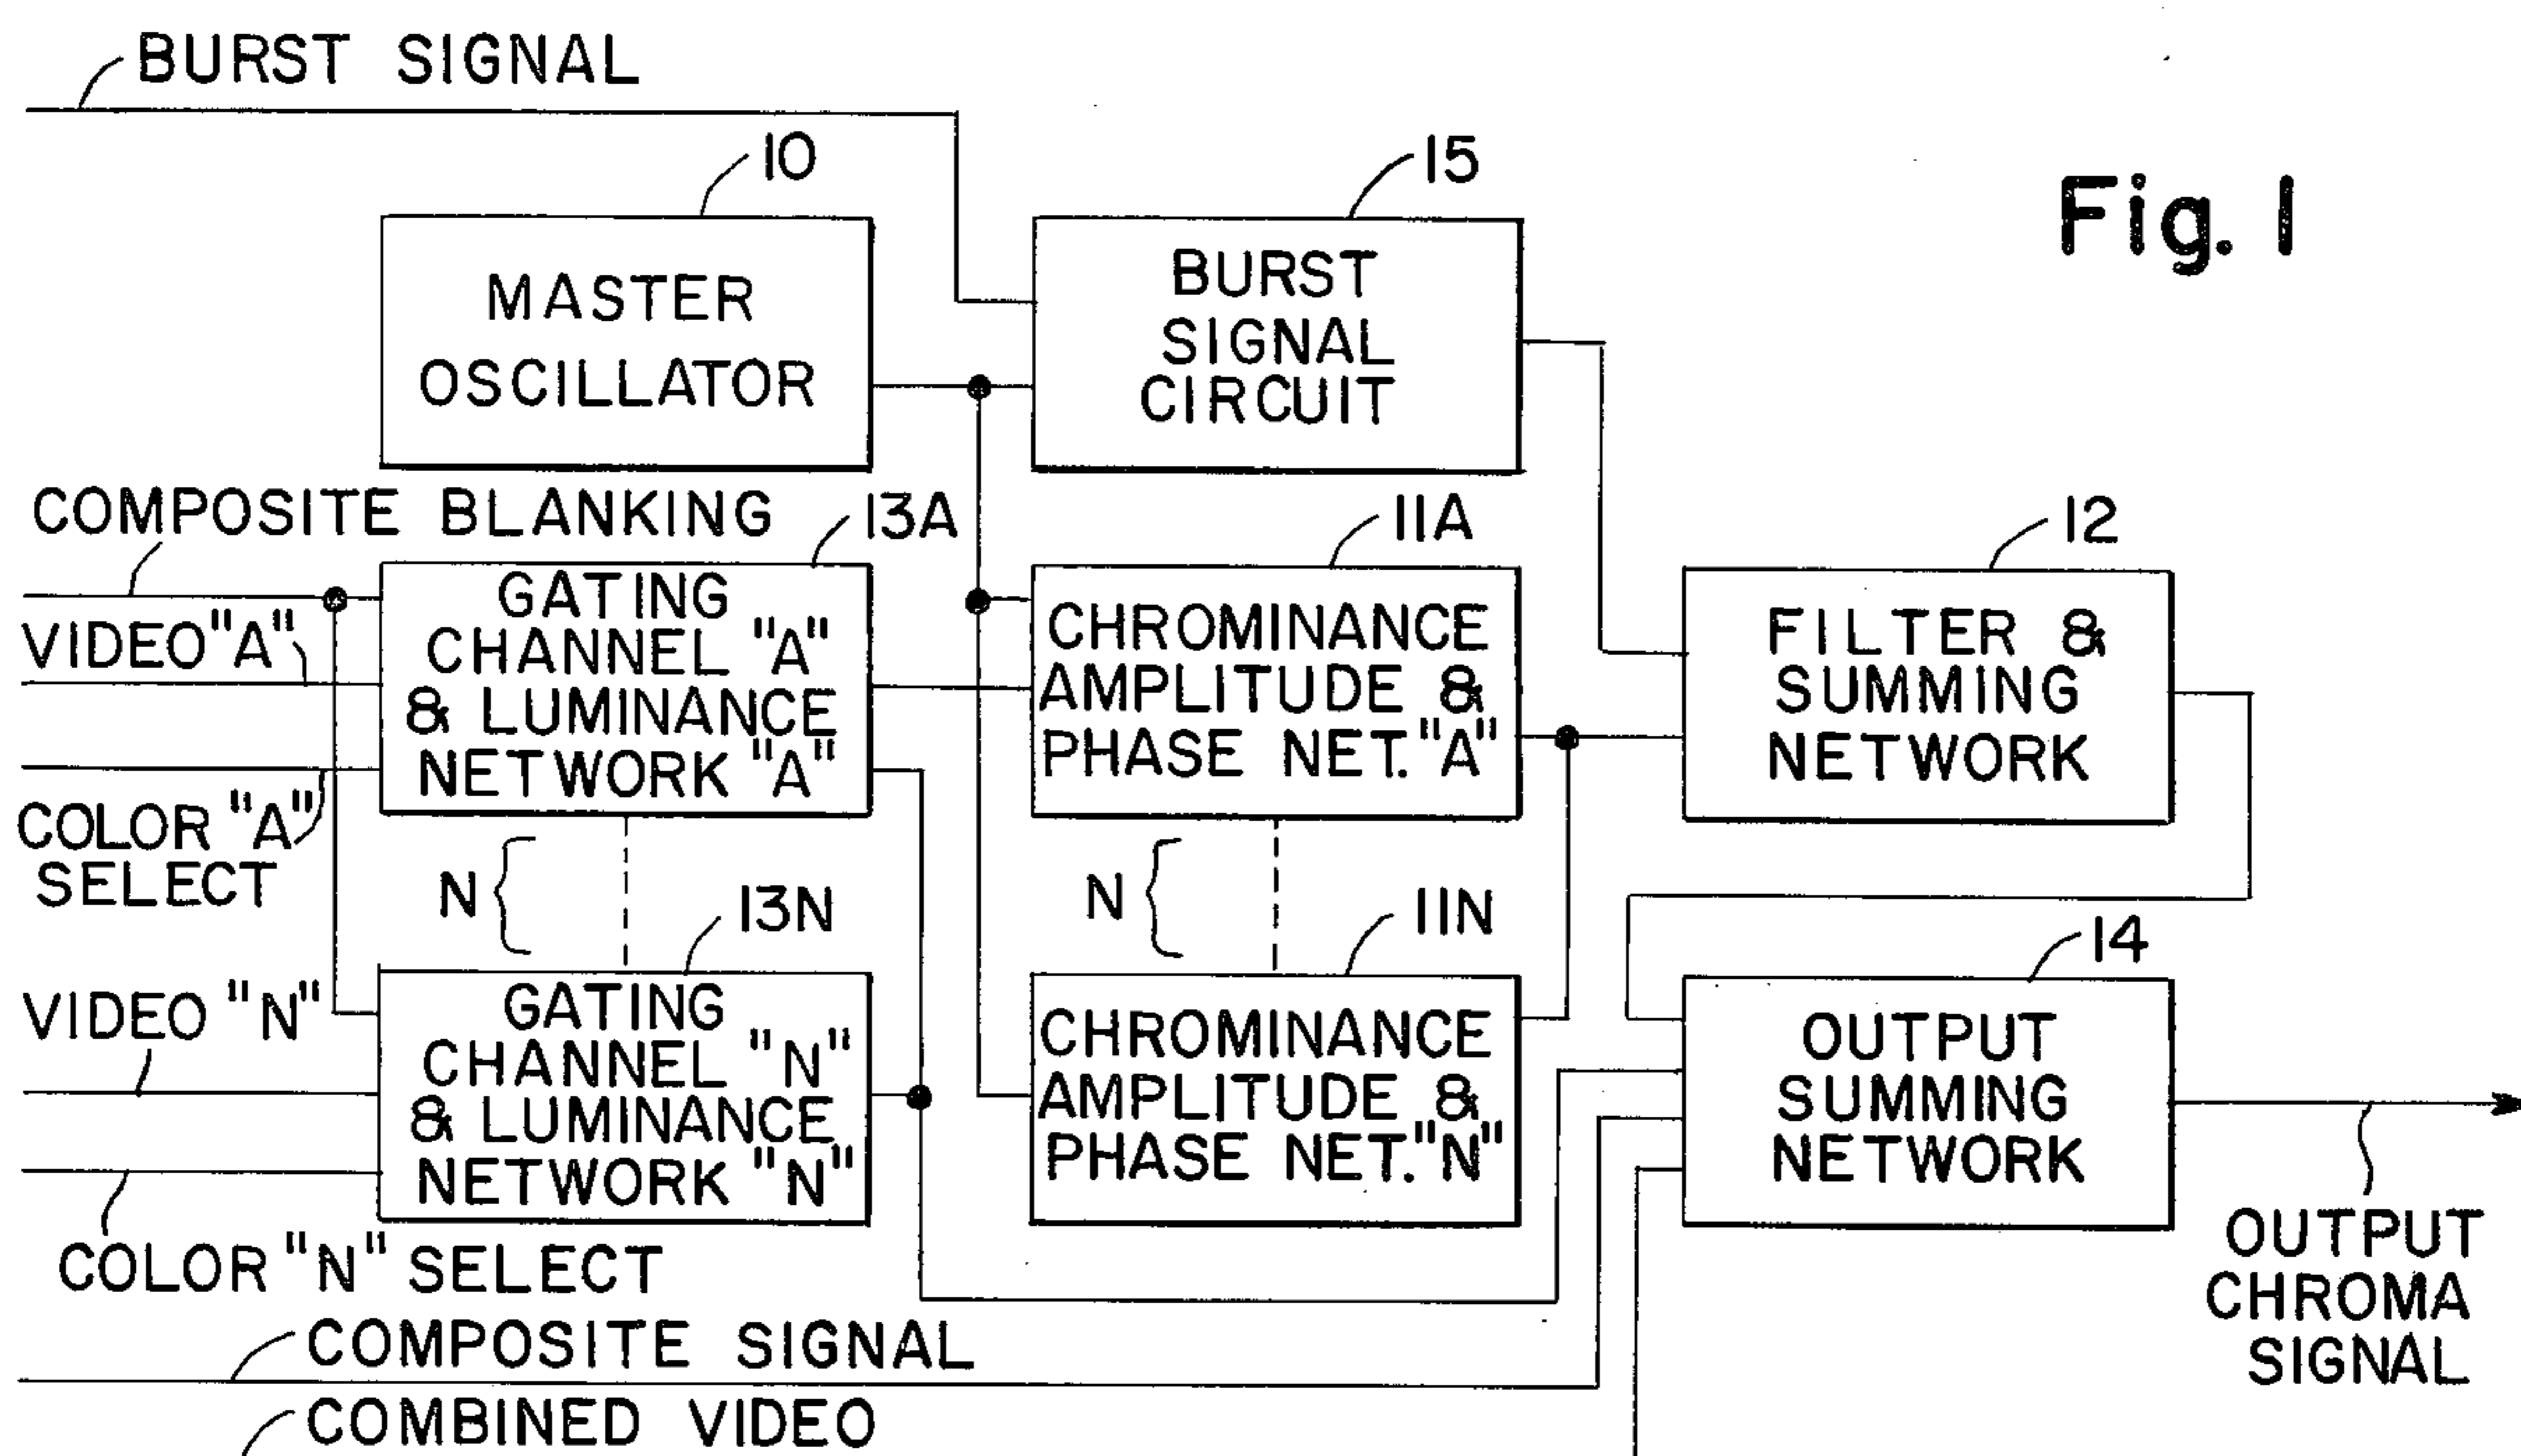 BURST SIGNAL
10
15
Fig. 1
MASTER
OSCILLATOR
BURST
SIGNAL
CIRCUIT
COMPOSITE BLANKING
13A
11A
12
VIDEO "A"
GATING
CHANNEL "A"
& LUMINANCE
NETWORK "A"
CHROMINANCE
AMPLITUDE &
PHASE NET. "A"
FILTER &
SUMMING
NETWORK
COLOR "A"
SELECT
N
13N
N
11N
14
VIDEO "N"
GATING
CHANNEL "N"
& LUMINANCE
NETWORK "N"
CHROMINANCE
AMPLITUDE &
PHASE NET. "N"
OUTPUT
SUMMING
NETWORK
COLOR "N" SELECT
OUTPUT
CHROMA
SIGNAL
COMPOSITE SIGNAL
COMBINED VIDEO